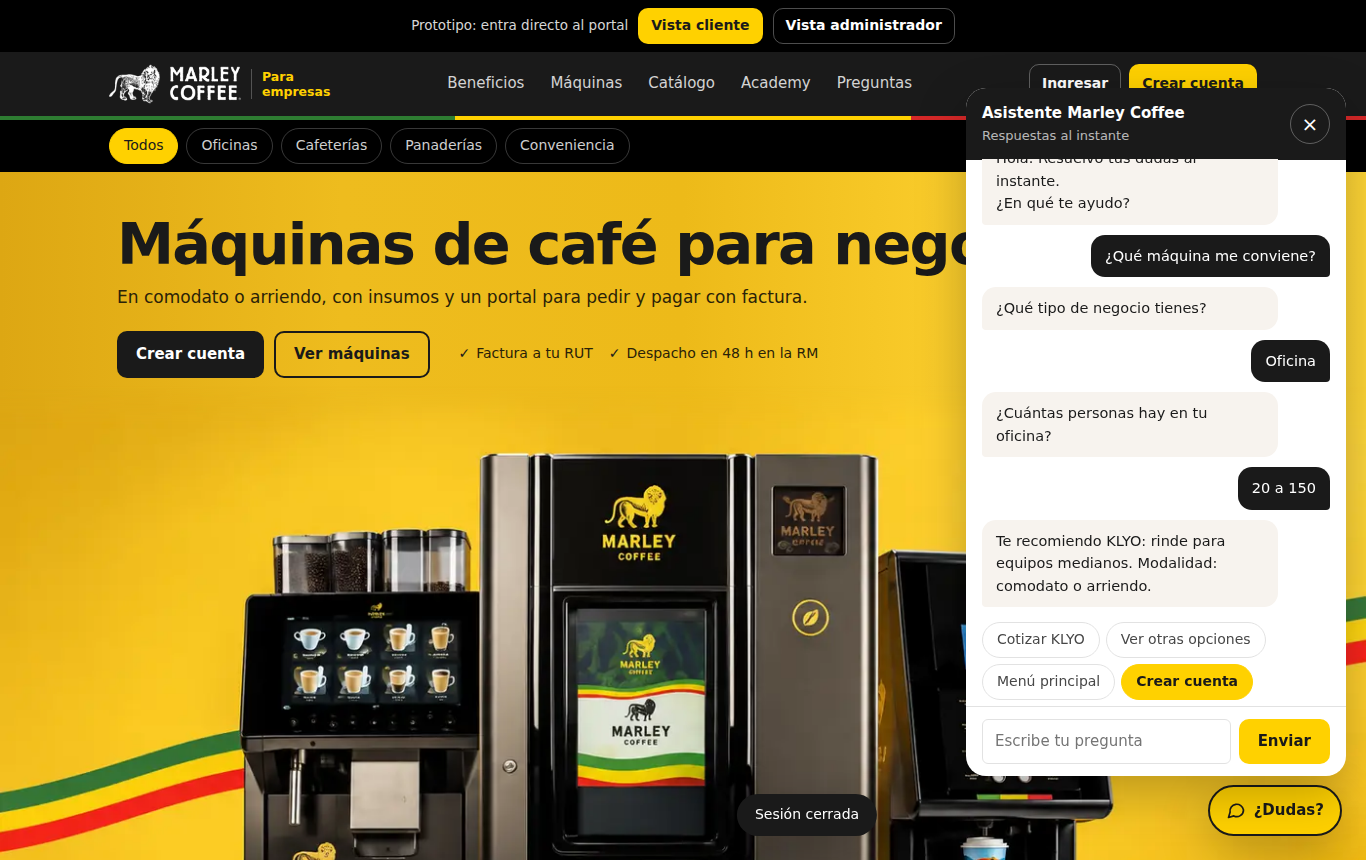 Prototipo: entra directo al portal
Vista cliente
Vista administrador
MARLEY
COFFEE
Para
empresas
Beneficios
Máquinas
Catálogo
Academy
Preguntas
Ingresar
Crear cuenta
Todos
Oficinas
Cafeterías
Panaderías
Conveniencia
Máquinas de café para nego
En comodato o arriendo, con insumos y un portal para pedir y pagar con factura.
Crear cuenta
Ver máquinas
✓ Factura a tu RUT
✓ Despacho en 48 h en la RM
MARLEY
COFFEE
MARLEY
COFFEE
MARLEY
COFFEE
MARLEY
COFFEE
Sesión cerrada
Asistente Marley Coffee
Respuestas al instante
Hola. Resuelvo tus dudas al
instante.
¿En qué te ayudo?
¿Qué máquina me conviene?
¿Qué tipo de negocio tienes?
Oficina
¿Cuántas personas hay en tu
oficina?
20 a 150
Te recomiendo KLYO: rinde para
equipos medianos. Modalidad:
comodato o arriendo.
Cotizar KLYO
Ver otras opciones
Menú principal
Crear cuenta
Escribe tu pregunta
Enviar
¿Dudas?